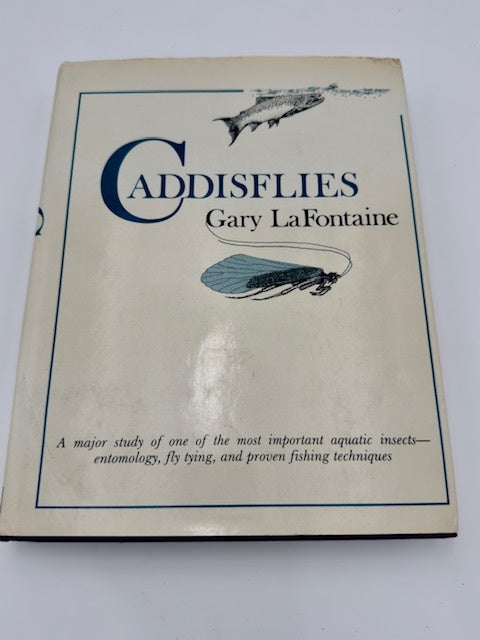 CADDISFLIES
Gary LaFontaine
A major study of one of the most important aquatic insects—
entomology, fly tying, and proven fishing techniques